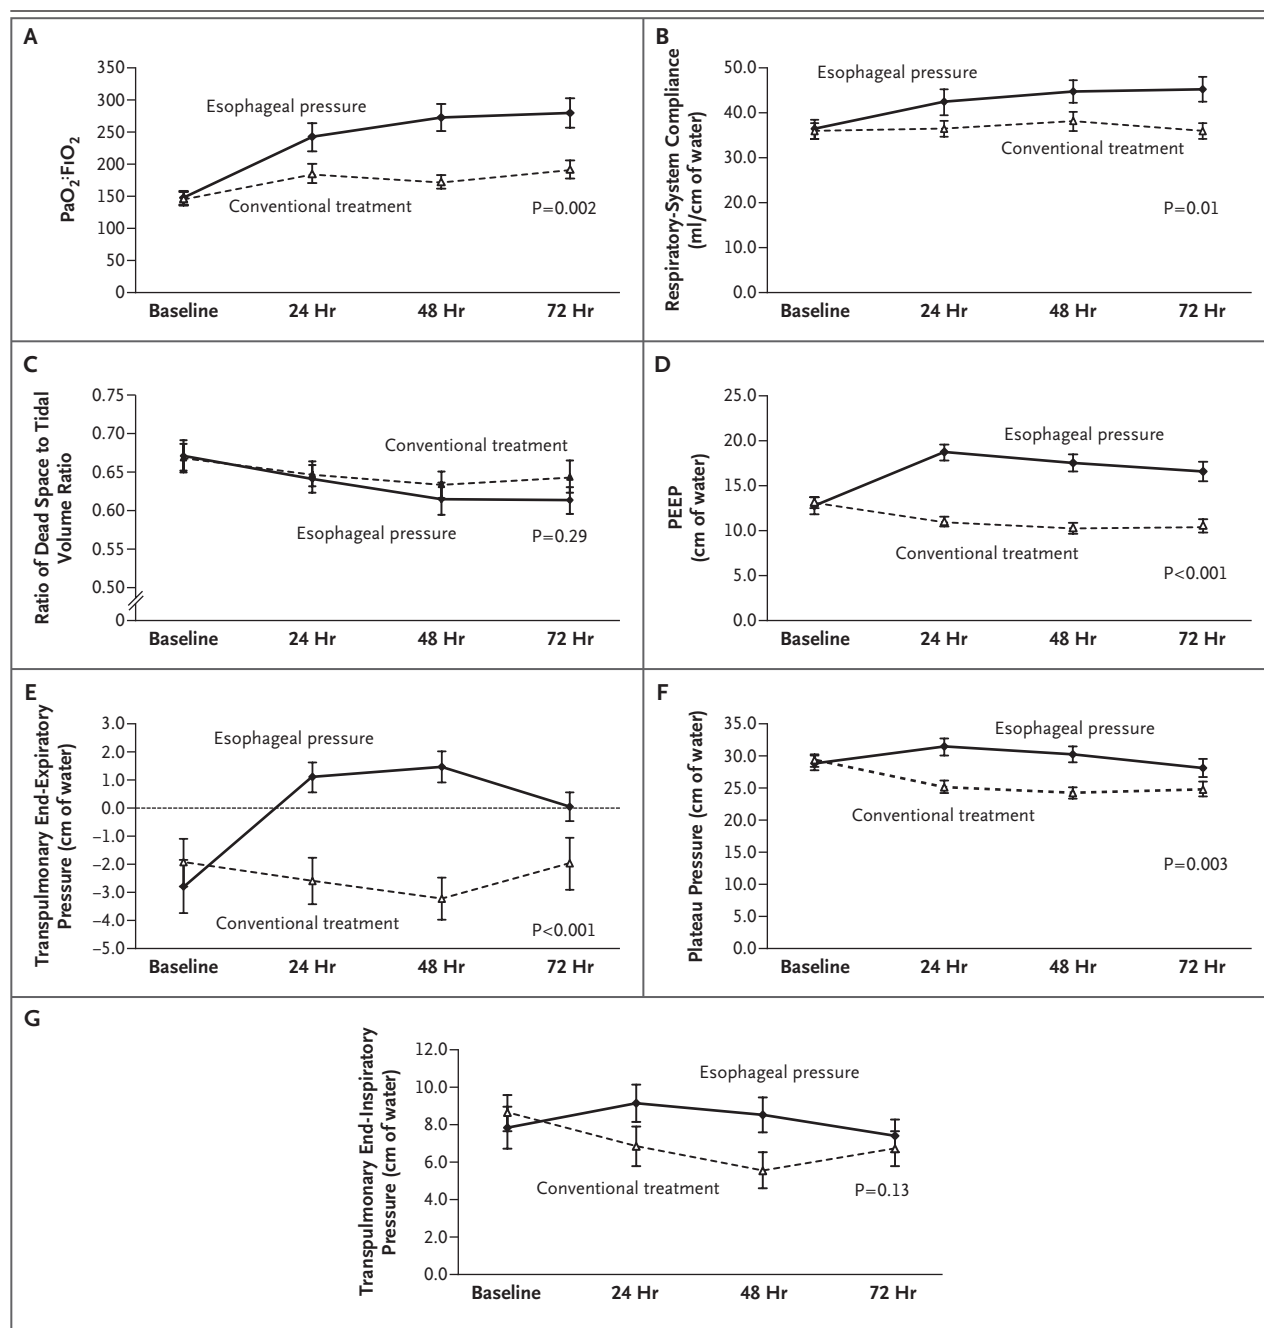 A
PaO2:FIO2
350
300
250
200
150
100
50
0
Esophageal pressure
Conventional treatment
P=0.002
Baseline 24 Hr 48 Hr 72 Hr
B
Respiratory-System Compliance
(ml/cm of water)
50.0
40.0
30.0
20.0
10.0
0.0
Esophageal pressure
Conventional treatment
P=0.01
Baseline 24 Hr 48 Hr 72 Hr
C
Ratio of Dead Space to Tidal
Volume Ratio
0.75
0.70
0.65
0.60
0.55
0.50
0
Conventional treatment
Esophageal pressure
P=0.29
Baseline 24 Hr 48 Hr 72 Hr
D
PEEP
(cm of water)
25.0
20.0
15.0
10.0
5.0
0.0
Esophageal pressure
Conventional treatment
P<0.001
Baseline 24 Hr 48 Hr 72 Hr
E
Transpulmonary End-Expiratory
Pressure (cm of water)
3.0
2.0
1.0
0.0
−1.0
−2.0
−3.0
−4.0
−5.0
Esophageal pressure
Conventional treatment
P<0.001
Baseline 24 Hr 48 Hr 72 Hr
F
Plateau Pressure (cm of water)
35.0
30.0
25.0
20.0
15.0
10.0
5.0
0.0
Esophageal pressure
Conventional treatment
P=0.003
Baseline 24 Hr 48 Hr 72 Hr
G
Transpulmonary End-Inspiratory
Pressure (cm of water)
12.0
10.0
8.0
6.0
4.0
2.0
0.0
Esophageal pressure
Conventional treatment
P=0.13
Baseline 24 Hr 48 Hr 72 Hr